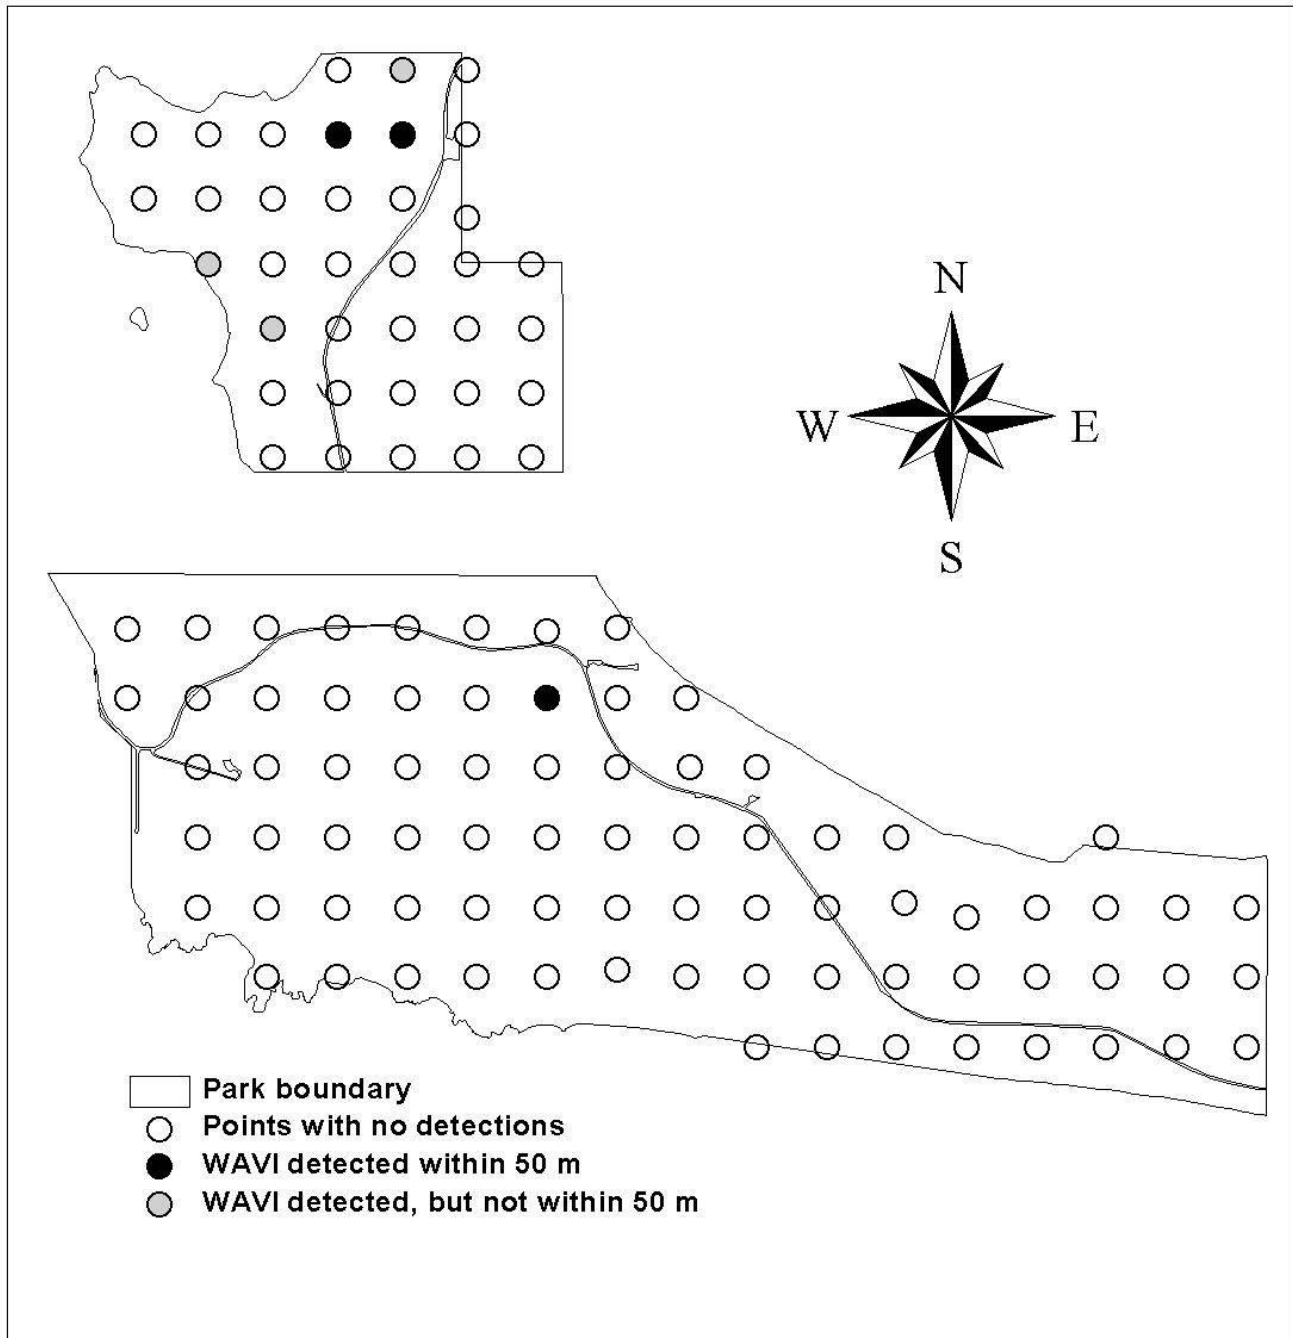 N
W
E
S
Park boundary
Points with no detections
WAVI detected within 50 m
WAVI detected, but not within 50 m